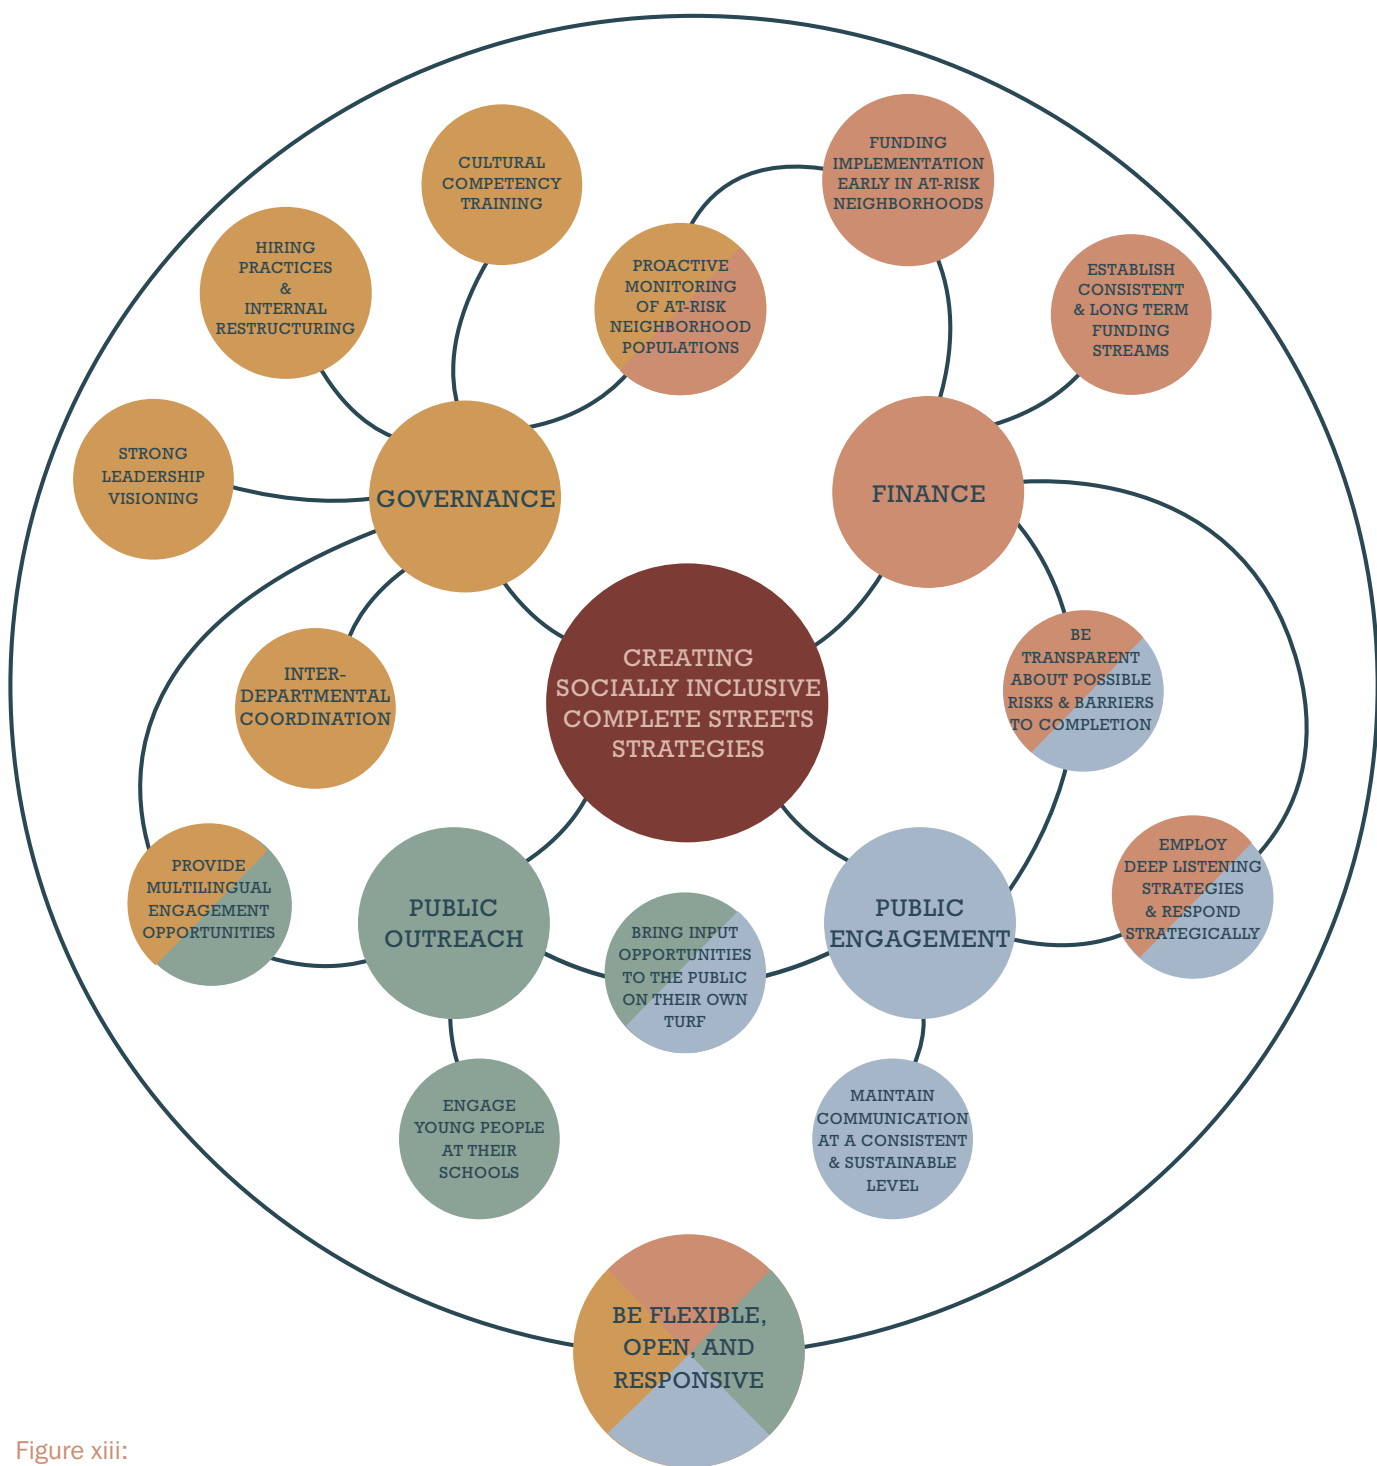 CULTURAL
COMPETENCY
TRAINING
FUNDING
IMPLEMENTATION
EARLY IN AT-RISK
NEIGHBORHOODS
HIRING
PRACTICES
&
INTERNAL
RESTRUCTURING
PROACTIVE
MONITORING
OF AT-RISK
NEIGHBORHOOD
POPULATIONS
ESTABLISH
CONSISTENT
& LONG TERM
FUNDING
STREAMS
STRONG
LEADERSHIP
VISIONING
GOVERNANCE
FINANCE
CREATING
SOCIALLY INCLUSIVE
COMPLETE STREETS
STRATEGIES
INTER-
DEPARTMENTAL
COORDINATION
BE
TRANSPARENT
ABOUT POSSIBLE
RISKS & BARRIERS
TO COMPLETION
PROVIDE
MULTILINGUAL
ENGAGEMENT
OPPORTUNITIES
PUBLIC
OUTREACH
BRING INPUT
OPPORTUNITIES
TO THE PUBLIC
ON THEIR OWN
TURF
PUBLIC
ENGAGEMENT
EMPLOY
DEEP LISTENING
STRATEGIES
& RESPOND
STRATEGICALLY
ENGAGE
YOUNG PEOPLE
AT THEIR
SCHOOLS
MAINTAIN
COMMUNICATION
AT A CONSISTENT
& SUSTAINABLE
LEVEL
BE FLEXIBLE,
OPEN, AND
RESPONSIVE
Figure xiii: